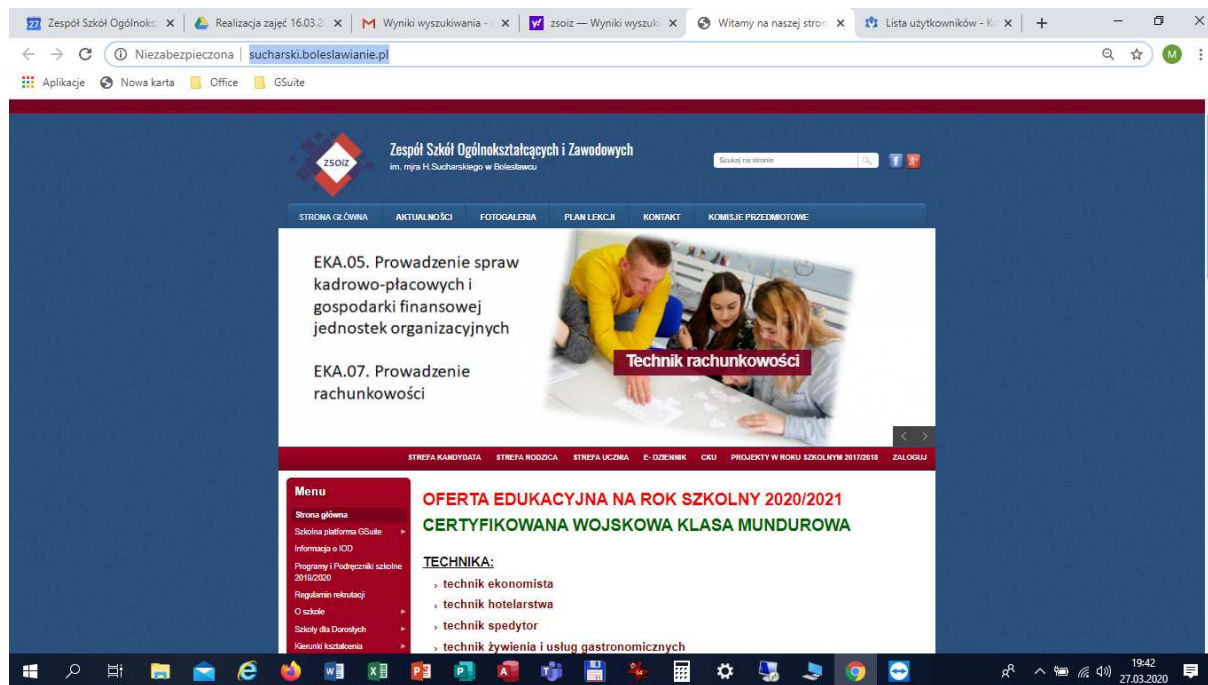 Zespół Szkół Ogólnoks
Realizacja zajęć 16.03.2
Wyniki wyszukiwania -
zsoiz — Wyniki wyszuki
Witamy na naszej stron
Lista użytkowników - Ko
Niezabezpieczona | sucharski.boleslawianie.pl
M
Aplikacje Nowa karta Office GSuite
zsoiz
Zespół Szkół Ogólnokształcących i Zawodowych
im. mjra H.Sucharskiego w Bolesławcu
Szukaj na stronie
STRONA GŁÓWNA AKTUALNOŚCI FOTOGALERIA PLAN LEKCJI KONTAKT KOMISJE PRZEDMIOTOWE
EKA.05. Prowadzenie spraw
kadrowo-płacowych i
gospodarki finansowej
jednostek organizacyjnych
EKA.07. Prowadzenie
rachunkowości
Technik rachunkowości
STREFA KANDYDATA STREFA RODZICA STREFA UCZNIA E- DZIENNIK CKU PROJEKTY W ROKU SZKOLNYM 2017/2018 ZALOGUJ
Menu
Strona główna
Szkolna platforma GSuite
Informacja o IOD
Programy i Podręczniki szkolne
2019/2020
Regulamin rekrutacji
O szkole
Szkoły dla Dorosłych
Kierunki kształcenia
OFERTA EDUKACYJNA NA ROK SZKOLNY 2020/2021
CERTYFIKOWANA WOJSKOWA KLASA MUNDUROWA
TECHNIKA:
technik ekonomista
technik hotelarstwa
technik spedytor
technik żywienia i usług gastronomicznych
19:42
27.03.2020